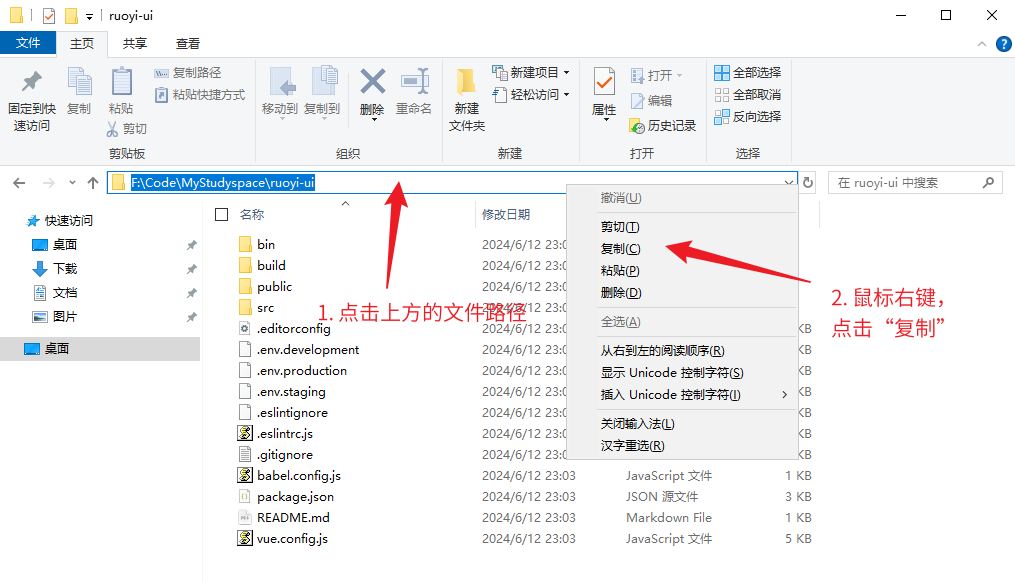 ruoyi-ui
文件 主页 共享 查看
固定到快速访问
复制
粘贴
复制路径
粘贴快捷方式
剪切
移动到 复制到 删除 重命名
新建
文件夹
新建项目
轻松访问
属性
打开
编辑
历史记录
全部选择
全部取消
反向选择
剪贴板 组织 新建 打开 选择
F:\Code\MyStudyspace\ruoyi-ui
在 ruoyi-ui 中搜索
快速访问
桌面
下载
文档
图片
桌面
名称 修改日期
bin 2024/6/12 23:0
build 2024/6/12 23:0
public 2024/6/12 23:0
src 2024/6/12 23:0
.editorconfig 2024/6/12 23:0 KB
.env.development 2024/6/12 23:0 KB
.env.production 2024/6/12 23:0 KB
.env.staging 2024/6/12 23:0 KB
.eslintignore 2024/6/12 23:0 KB
.eslintrc.js 2024/6/12 23:0 KB
.gitignore 2024/6/12 23:0 KB
babel.config.js 2024/6/12 23:03 JavaScript 文件 1 KB
package.json 2024/6/12 23:03 JSON 源文件 3 KB
README.md 2024/6/12 23:03 Markdown File 1 KB
vue.config.js 2024/6/12 23:03 JavaScript 文件 5 KB
撤消(U)
剪切(T)
复制(C)
粘贴(P)
删除(D)
全选(A)
从右到左的阅读顺序(R)
显示 Unicode 控制字符(S)
插入 Unicode 控制字符(I)
关闭输入法(L)
汉字重选(R)
1. 点击上方的文件路径
2. 鼠标右键，
点击“复制”